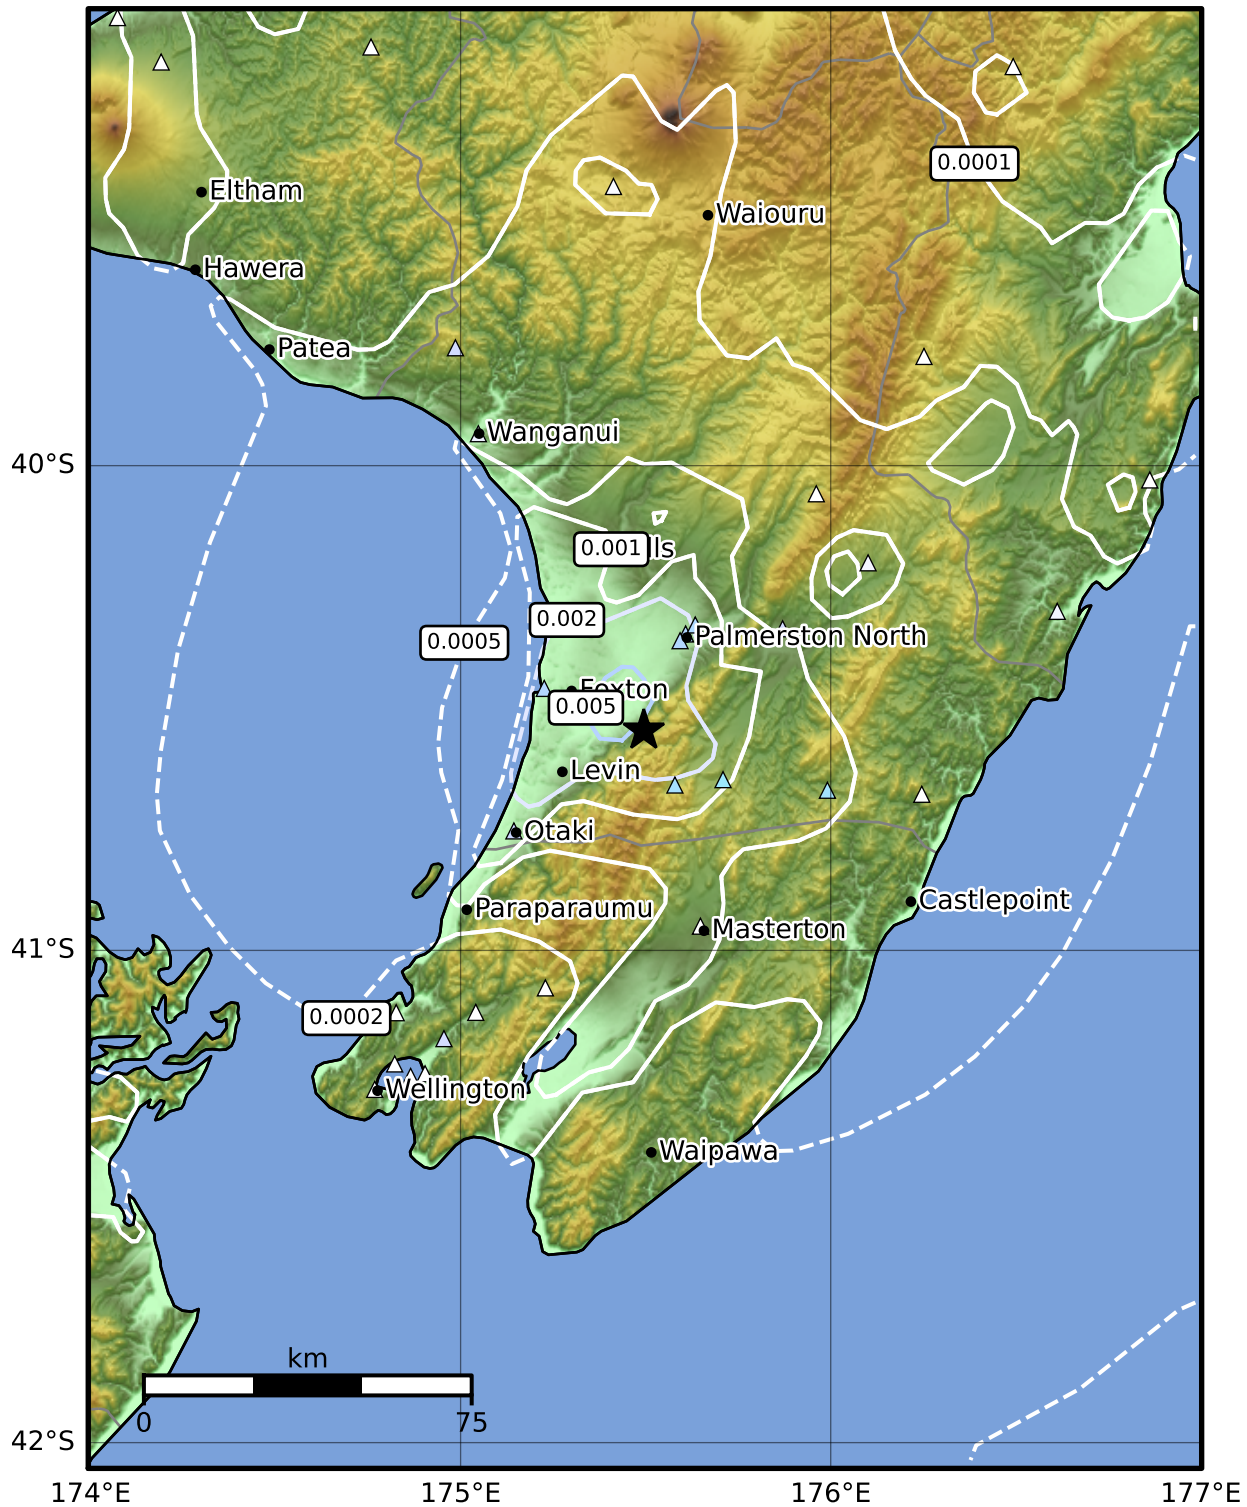 0.0001
Eltham
Waiouru
Hawera
Patea
Wanganui
40°S
0.001
lls
0.002
0.0005
Palmerston North
Foxton
0.005
Levin
Otaki
Paraparaumu
Castlepoint
Masterton
41°S
0.0002
Wellington
Waipawa
km
0
75
42°S
174°E
175°E
176°E
177°E